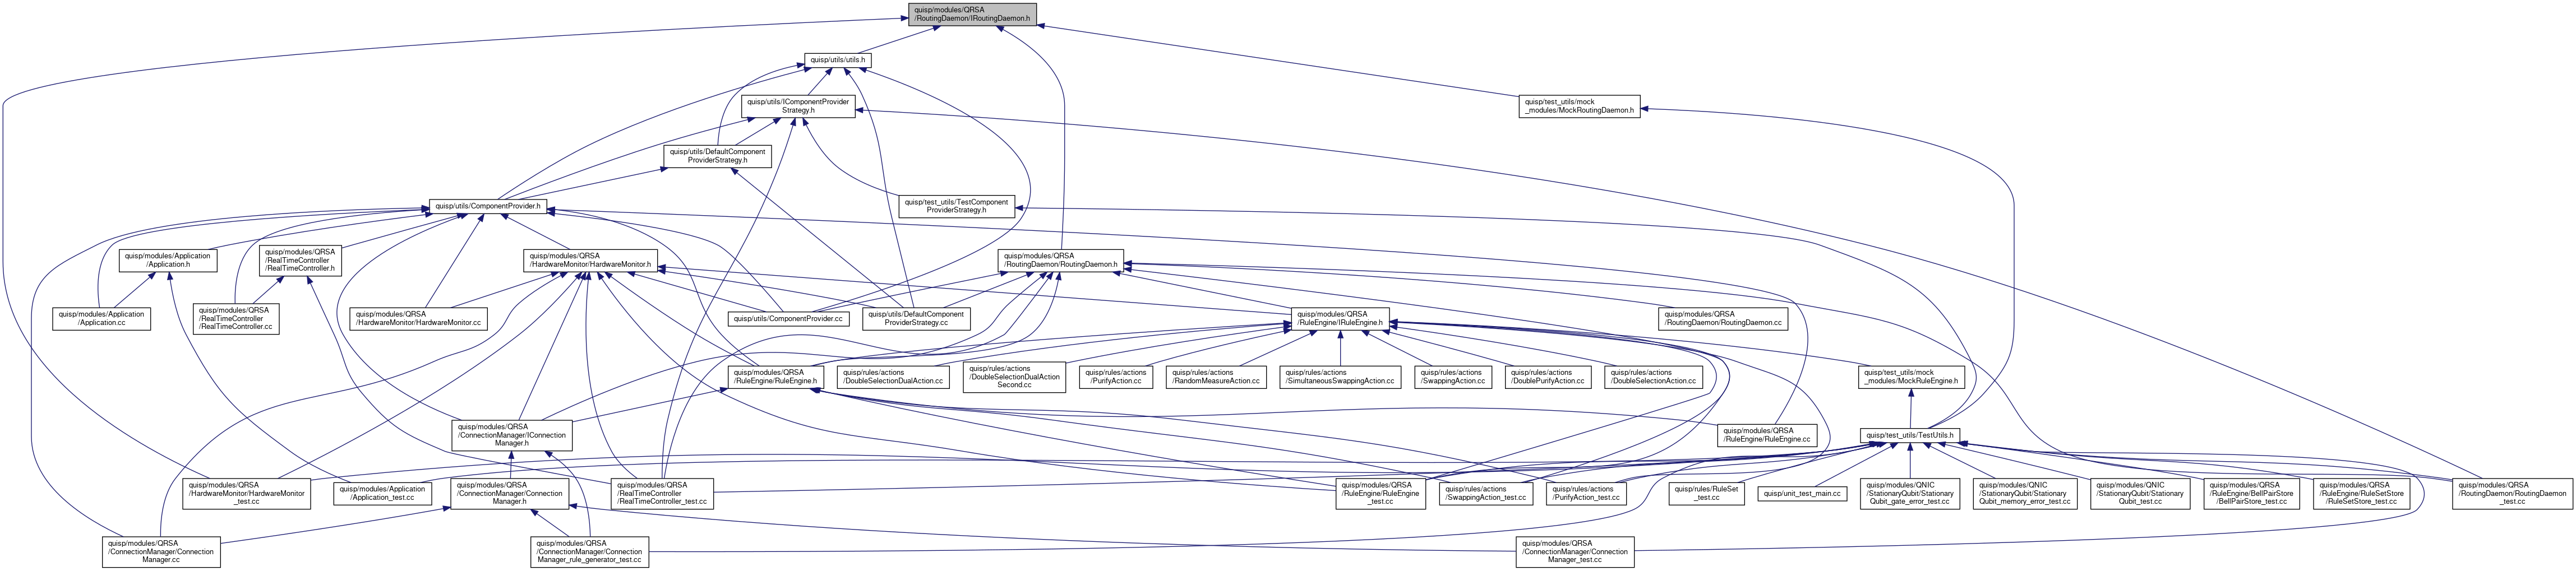 quisp/modules/QRSA
/RoutingDaemon/IRoutingDaemon.h
quisp/utils/utils.h
quisp/utils/IComponentProvider
Strategy.h
quisp/test_utils/mock
_modules/MockRoutingDaemon.h
quisp/utils/DefaultComponent
ProviderStrategy.h
quisp/utils/ComponentProvider.h
quisp/test_utils/TestComponent
ProviderStrategy.h
quisp/modules/Application
/Application.h
quisp/modules/QRSA
/RealTimeController
/RealTimeController.h
quisp/modules/QRSA
/HardwareMonitor/HardwareMonitor.h
quisp/modules/QRSA
/RoutingDaemon/RoutingDaemon.h
quisp/modules/Application
/Application.cc
quisp/modules/QRSA
/RealTimeController
/RealTimeController.cc
quisp/modules/QRSA
/HardwareMonitor/HardwareMonitor.cc
quisp/utils/ComponentProvider.cc
quisp/utils/DefaultComponent
ProviderStrategy.cc
quisp/modules/QRSA
/RuleEngine/IRuleEngine.h
quisp/modules/QRSA
/RoutingDaemon/RoutingDaemon.cc
quisp/modules/QRSA
/RuleEngine/RuleEngine.h
quisp/rules/actions
/DoubleSelectionDualAction.cc
quisp/rules/actions
/DoubleSelectionDualAction
Second.cc
quisp/rules/actions
/PurifyAction.cc
quisp/rules/actions
/RandomMeasureAction.cc
quisp/rules/actions
/SimultaneousSwappingAction.cc
quisp/rules/actions
/SwappingAction.cc
quisp/rules/actions
/DoublePurifyAction.cc
quisp/rules/actions
/DoubleSelectionAction.cc
quisp/test_utils/mock
_modules/MockRuleEngine.h
quisp/modules/QRSA
/ConnectionManager/IConnection
Manager.h
quisp/modules/QRSA
/RuleEngine/RuleEngine.cc
quisp/test_utils/TestUtils.h
quisp/modules/QRSA
/HardwareMonitor/HardwareMonitor
_test.cc
quisp/modules/Application
/Application_test.cc
quisp/modules/QRSA
/ConnectionManager/Connection
Manager.h
quisp/modules/QRSA
/RealTimeController
/RealTimeController_test.cc
quisp/modules/QRSA
/RuleEngine/RuleEngine
_test.cc
quisp/rules/actions
/SwappingAction_test.cc
quisp/rules/actions
/PurifyAction_test.cc
quisp/rules/RuleSet
_test.cc
quisp/unit_test_main.cc
quisp/modules/QNIC
/StationaryQubit/Stationary
Qubit_gate_error_test.cc
quisp/modules/QNIC
/StationaryQubit/Stationary
Qubit_memory_error_test.cc
quisp/modules/QNIC
/StationaryQubit/Stationary
Qubit_test.cc
quisp/modules/QRSA
/RuleEngine/BellPairStore
/BellPairStore_test.cc
quisp/modules/QRSA
/RuleEngine/RuleSetStore
/RuleSetStore_test.cc
quisp/modules/QRSA
/RoutingDaemon/RoutingDaemon
_test.cc
quisp/modules/QRSA
/ConnectionManager/Connection
Manager.cc
quisp/modules/QRSA
/ConnectionManager/Connection
Manager_rule_generator_test.cc
quisp/modules/QRSA
/ConnectionManager/Connection
Manager_test.cc